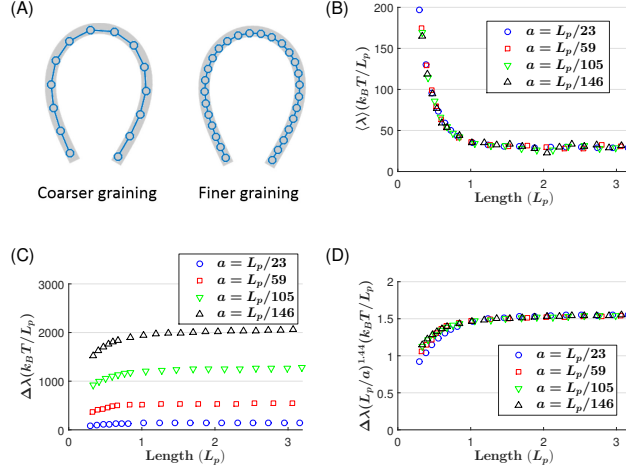 (A)
Coarser graining
Finer graining
(B)
⟨λ⟩(k_BT/L_p)
200
150
100
50
0
0
1
2
3
Length (L_p)
a = L_p/23
a = L_p/59
a = L_p/105
a = L_p/146
(C)
Δλ(k_BT/L_p)
3000
2000
1000
0
0
1
2
3
Length (L_p)
a = L_p/23
a = L_p/59
a = L_p/105
a = L_p/146
(D)
Δλ(L_p/a)^1.44(k_BT/L_p)
2
1.5
1
0.5
0
0
1
2
3
Length (L_p)
a = L_p/23
a = L_p/59
a = L_p/105
a = L_p/146